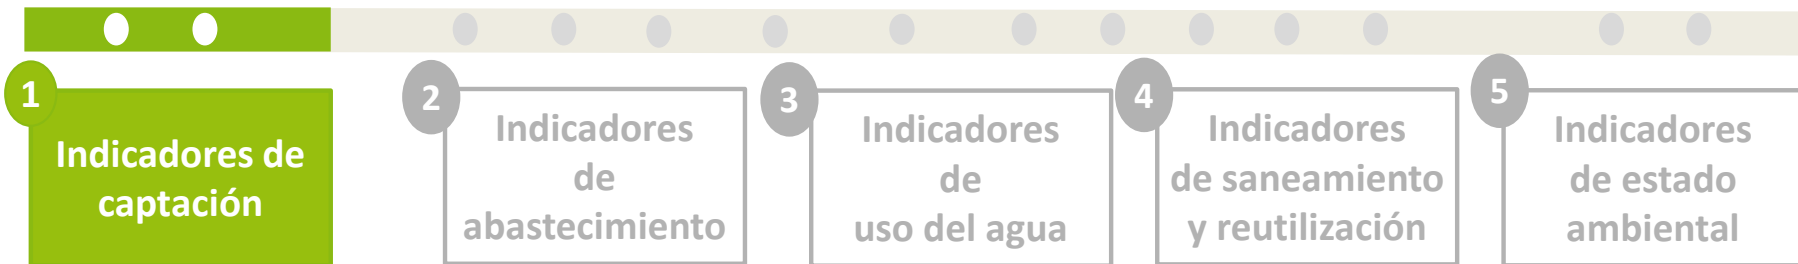 1
Indicadores de
captación
2
Indicadores
de
abastecimiento
3
Indicadores
de
uso del agua
4
Indicadores
de saneamiento
y reutilización
5
Indicadores
de estado
ambiental